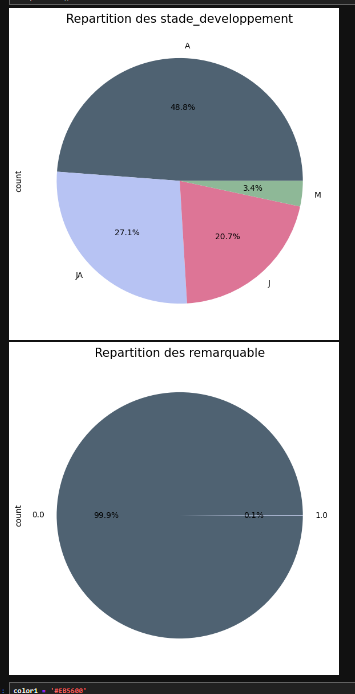 Repartition des stade_developpement
A
48.8%
3.4%
M
count
27.1%
20.7%
JA
J
Repartition des remarquable
count
0.0
99.9%
0.1%
1.0
: color1 = '#EB5600'